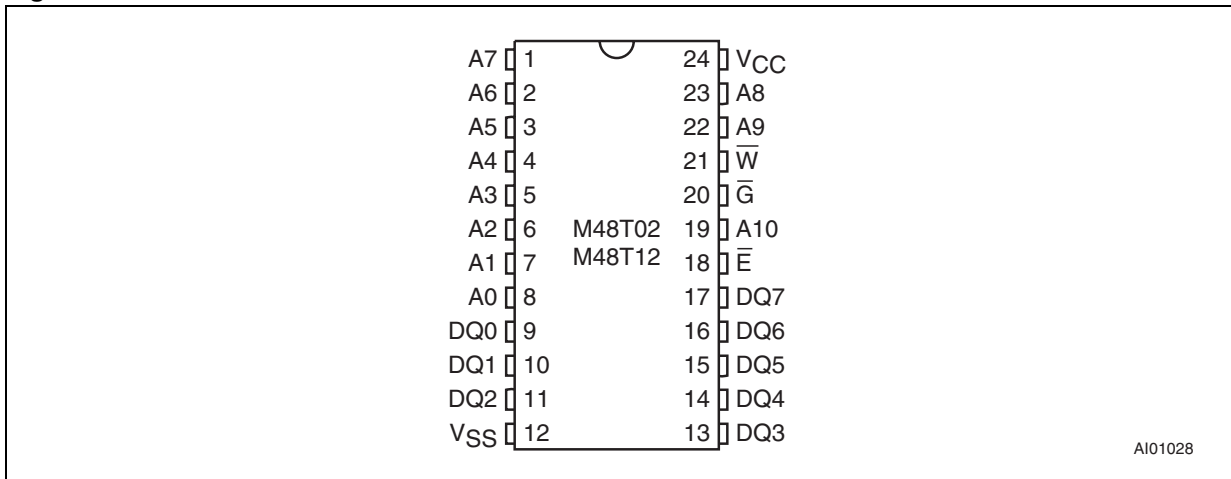 A7 1 24 VCC
A6 2 23 A8
A5 3 22 A9
A4 4 21 W̅
A3 5 20 G̅
A2 6 M48T02 19 A10
A1 7 M48T12 18 E̅
A0 8 17 DQ7
DQ0 9 16 DQ6
DQ1 10 15 DQ5
DQ2 11 14 DQ4
VSS 12 13 DQ3
AI01028